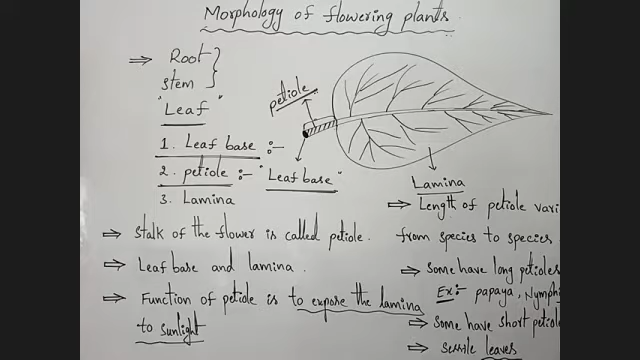 Morphology of flowering plants
⇒ Root
stem
"Leaf"
1. Leaf base :-
2. petiole :- "Leaf base"
3. Lamina
petiole
Lamina
⇒ Stalk of the flower is called petiole.
⇒ Leaf base and lamina.
⇒ Function of petiole is to expose the lamina
to sunlight
⇒ Length of petiole vari
from species to species
⇒ Some have long petioles
Ex:- papaya, Nymph
⇒ Some have short petiol
⇒ sessile leaves